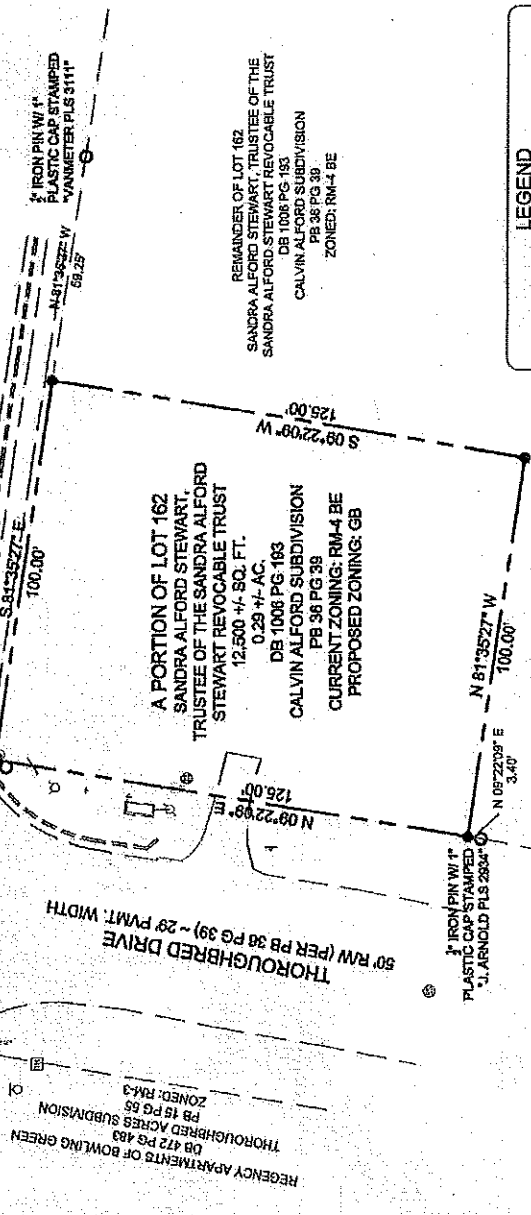 REGENCY APARTMENTS OF BOWLING GREEN
DB 472 PG 483
THOROUGHBRED ACRES SUBDIVISION
PB 15 PG 55
ZONED: RM-3
THOROUGHBRED DRIVE
50' R/W (PER PB 36 PG 39) ~ 29' PVMT. WIDTH
S 81°35'27" E
100.00'
N 81°35'27" W
59.25'
IRON PIN W/ 1"
PLASTIC CAP STAMPED
"VANMETER PLS 3111"
N 09°22'09" E
125.00'
A PORTION OF LOT 162
SANDRA ALFORD STEWART,
TRUSTEE OF THE SANDRA ALFORD
STEWART REVOCABLE TRUST
12,500 +/- SQ. FT.
0.29 +/- AC.
DB 1006 PG 193
CALVIN ALFORD SUBDIVISION
PB 36 PG 39
CURRENT ZONING: RM-4 BE
PROPOSED ZONING: GB
S 09°22'09" W
125.00'
REMAINDER OF LOT 162
SANDRA ALFORD STEWART, TRUSTEE OF THE
SANDRA ALFORD STEWART REVOCABLE TRUST
DB 1006 PG 193
CALVIN ALFORD SUBDIVISION
PB 36 PG 39
ZONED: RM-4 BE
N 81°35'27" W
100.00'
N 09°22'09" E
3.40'
IRON PIN W/ 1"
PLASTIC CAP STAMPED
"J. ARNOLD PLS 2934"
LEGEND